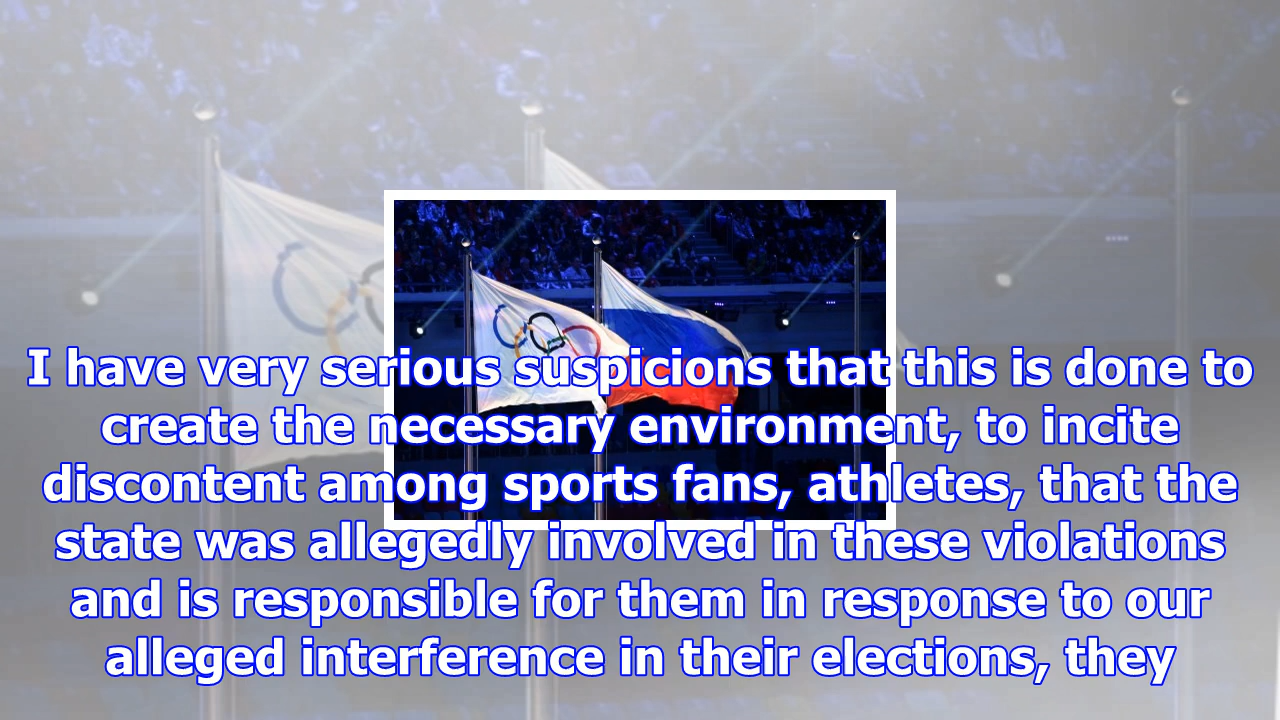 I have very serious suspicions that this is done to
create the necessary environment, to incite
discontent among sports fans, athletes, that the
state was allegedly involved in these violations
and is responsible for them in response to our
alleged interference in their elections, they